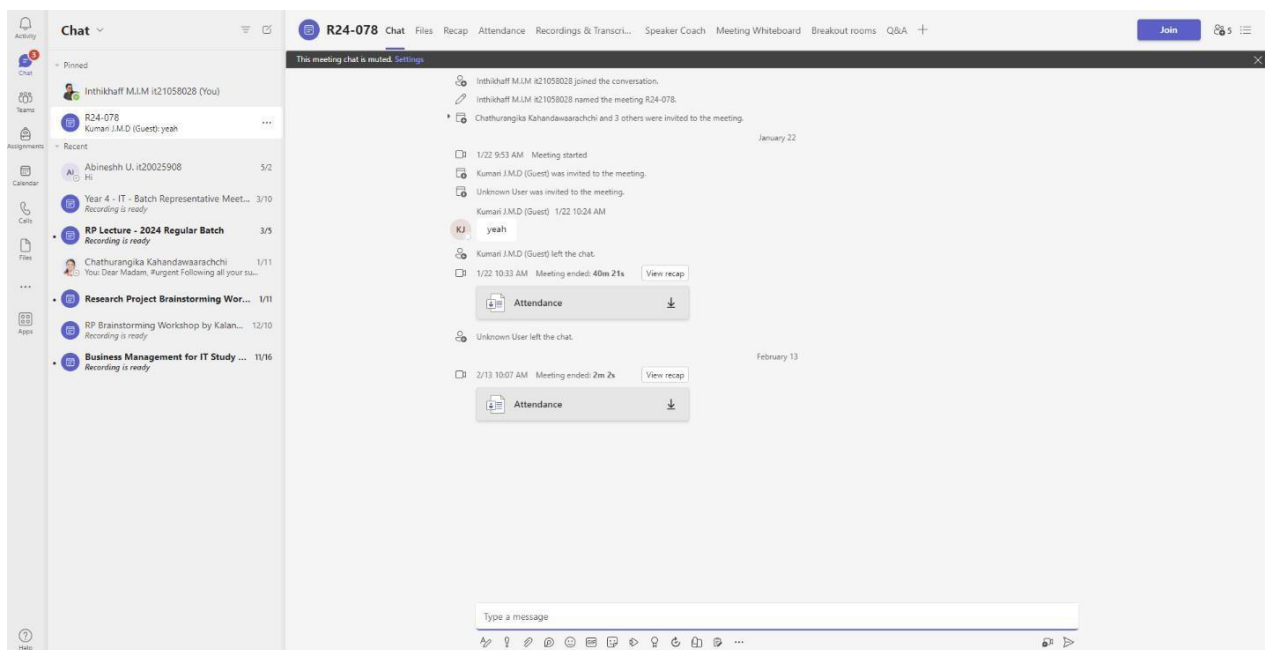 Activity
3
Chat
Teams
Assignments
Calendar
Calls
Files
...
Apps
Help
Chat
Pinned
Inthikhaff M.I.M it21058028 (You)
R24-078
Kumari J.M.D (Guest): yeah
...
Recent
AI
Abineshh U. it20025908 5/2
Hi
Year 4 - IT - Batch Representative Meet... 3/10
Recording is ready
RP Lecture - 2024 Regular Batch 3/5
Recording is ready
Chathurangika Kahandawaarachchi 1/11
You: Dear Madam, #urgent Following all your su...
Research Project Brainstorming Wor... 1/11
RP Brainstorming Workshop by Kalan... 12/10
Recording is ready
Business Management for IT Study ... 11/16
Recording is ready
R24-078 Chat Files Recap Attendance Recordings & Transcri... Speaker Coach Meeting Whiteboard Breakout rooms Q&A Join 5
This meeting chat is muted. Settings
Inthikhaff M.I.M it21058028 joined the conversation.
Inthikhaff M.I.M it21058028 named the meeting R24-078.
Chathurangika Kahandawaarachchi and 3 others were invited to the meeting.
January 22
1/22 9:53 AM Meeting started
Kumari J.M.D (Guest) was invited to the meeting.
Unknown User was invited to the meeting.
Kumari J.M.D (Guest) 1/22 10:24 AM
KJ yeah
Kumari J.M.D (Guest) left the chat.
1/22 10:33 AM Meeting ended: 40m 21s View recap
Attendance
Unknown User left the chat.
February 13
2/13 10:07 AM Meeting ended: 2m 2s View recap
Attendance
Type a message
GIF
...